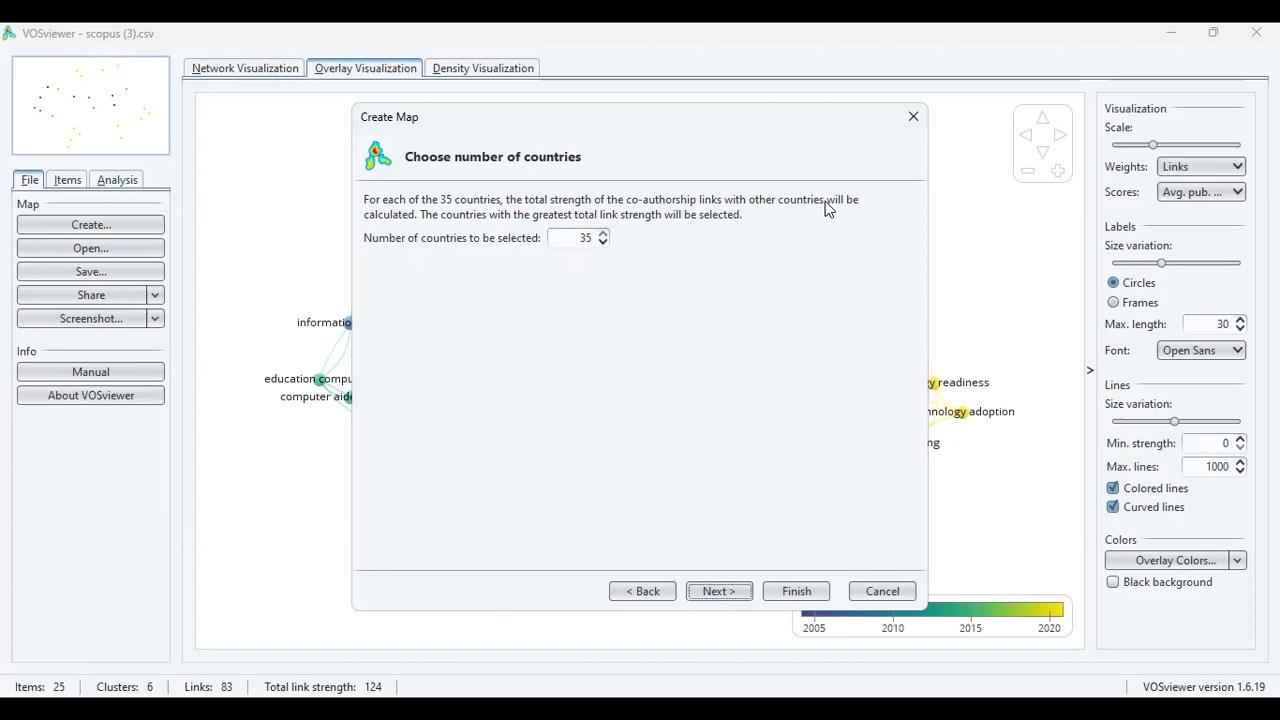 VOSviewer - scopus (3).csv
Network Visualization
Overlay Visualization
Density Visualization
File
Items
Analysis
Map
Create...
Open...
Save...
Share
Screenshot...
Info
Manual
About VOSviewer
Create Map
Choose number of countries
For each of the 35 countries, the total strength of the co-authorship links with other countries will be
calculated. The countries with the greatest total link strength will be selected.
Number of countries to be selected: 35
< Back
Next >
Finish
Cancel
informatio
education compu
computer aide
gy readiness
hnology adoption
ng
2005 2010 2015 2020
>
Visualization
Scale:
Weights: Links
Scores: Avg. pub. ...
Labels
Size variation:
Circles
Frames
Max. length: 30
Font: Open Sans
Lines
Size variation:
Min. strength: 0
Max. lines: 1000
Colored lines
Curved lines
Colors
Overlay Colors...
Black background
Items: 25 Clusters: 6 Links: 83 Total link strength: 124 VOSviewer version 1.6.19